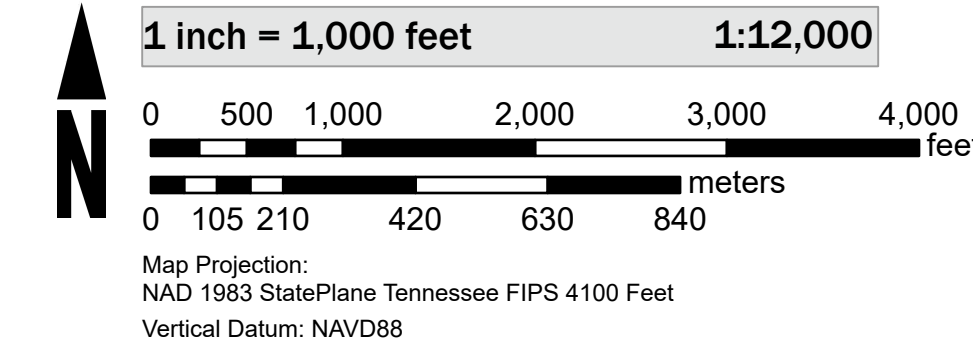 1 inch = 1,000 feet 1:12,000
0 500 1,000 2,000 3,000 4,000
feet
meters
0 105 210 420 630 840
N
Map Projection:
NAD 1983 StatePlane Tennessee FIPS 4100 Feet
Vertical Datum: NAVD88